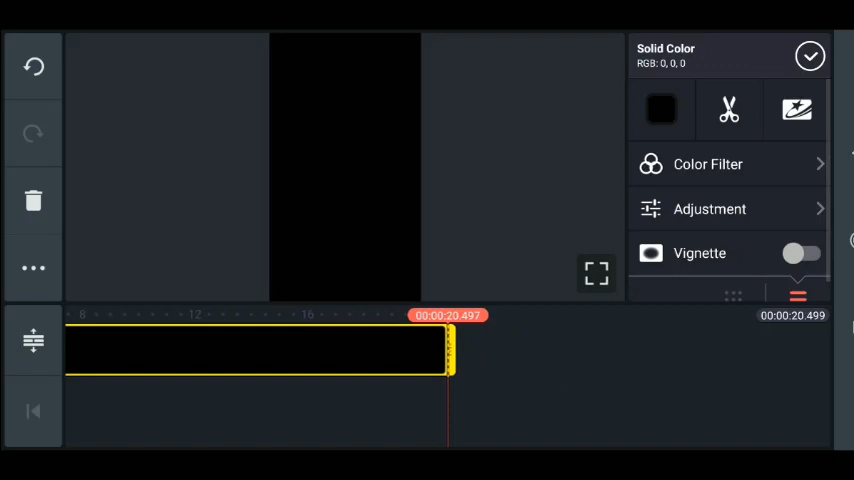 Solid Color
RGB: 0, 0, 0
Color Filter
Adjustment
Vignette
8 12 16 00:00:20.497 00:00:20.499